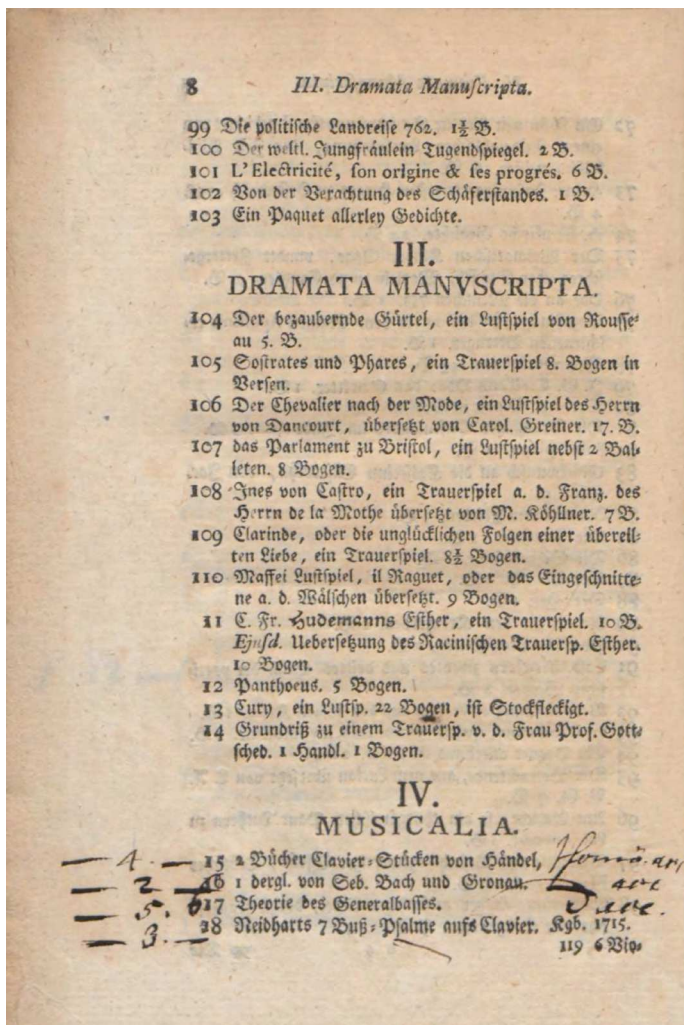 8 III. Dramata Manuſcripta.
99 Die politiſche Landreiſe 762. 1½ B.
100 Der weltl. Jungfräulein Tugendſpiegel. 2 B.
101 L'Electricité, ſon origine & ſes progrés. 6 B.
102 Von der Verachtung des Schäferſtandes. 1 B.
103 Ein Paquet allerley Gedichte.
III.
DRAMATA MANVSCRIPTA.
104 Der bezaubernde Gürtel, ein Luſtſpiel von Rouſſe-
au 5. B.
105 Soſtrates und Phares, ein Trauerſpiel 8. Bogen in
Verſen.
106 Der Chevalier nach der Mode, ein Luſtſpiel des Herrn
von Dancourt, überſetzt von Carol. Greiner. 17. B.
107 das Parlament zu Briſtol, ein Luſtſpiel nebſt 2 Bal-
leten. 8 Bogen.
108 Ines von Caſtro, ein Trauerſpiel a. d. Franz. des
Herrn de la Mothe überſetzt von M. Köhllner. 7 B.
109 Clarinde, oder die unglücklichen Folgen einer übereil-
ten Liebe, ein Trauerſpiel. 8½ Bogen.
110 Maffei Luſtſpiel, il Raguet, oder das Eingeſchnitte-
ne a. d. Wälſchen überſetzt. 9 Bogen.
11 C. Fr. Hudemanns Eſther, ein Trauerſpiel. 10 B.
Ejuſd. Ueberſetzung des Raciniſchen Trauerſp. Eſther.
10 Bogen.
12 Panthoeus. 5 Bogen.
13 Cury, ein Luſtſp. 22 Bogen, iſt Stockfleckigt.
14 Grundriß zu einem Trauerſp. v. d. Frau Prof. Gott-
ſched. 1 Handl. 1 Bogen.
IV.
MUSICALIA.
4. 15 2 Bücher Clavier-Stücken von Händel,
2 16 1 dergl. von Seb. Bach und Gronau.
5. 17 Theorie des Generalbaſſes.
3. 18 Neidharts 7 Buß-Pſalme aufs Clavier. Kgb. 1715.
119 6 Vio-